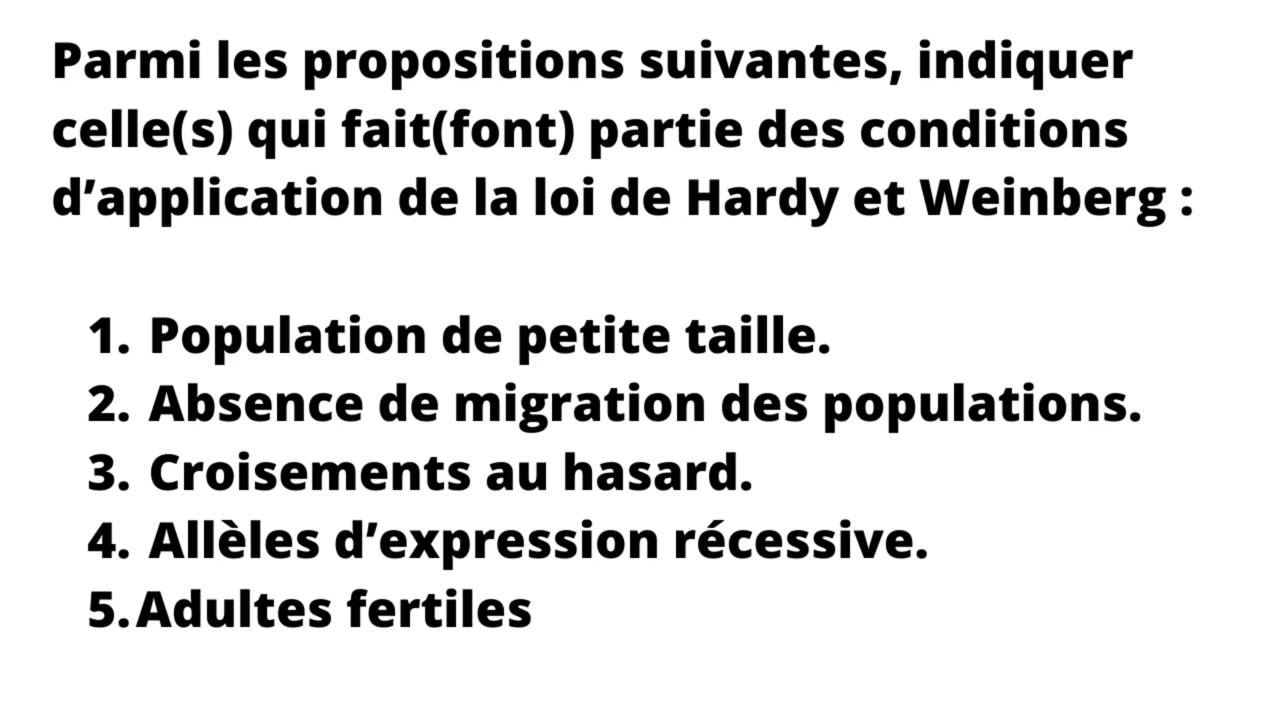 Parmi les propositions suivantes, indiquer
celle(s) qui fait(font) partie des conditions
d’application de la loi de Hardy et Weinberg :
1. Population de petite taille.
2. Absence de migration des populations.
3. Croisements au hasard.
4. Allèles d’expression récessive.
5. Adultes fertiles